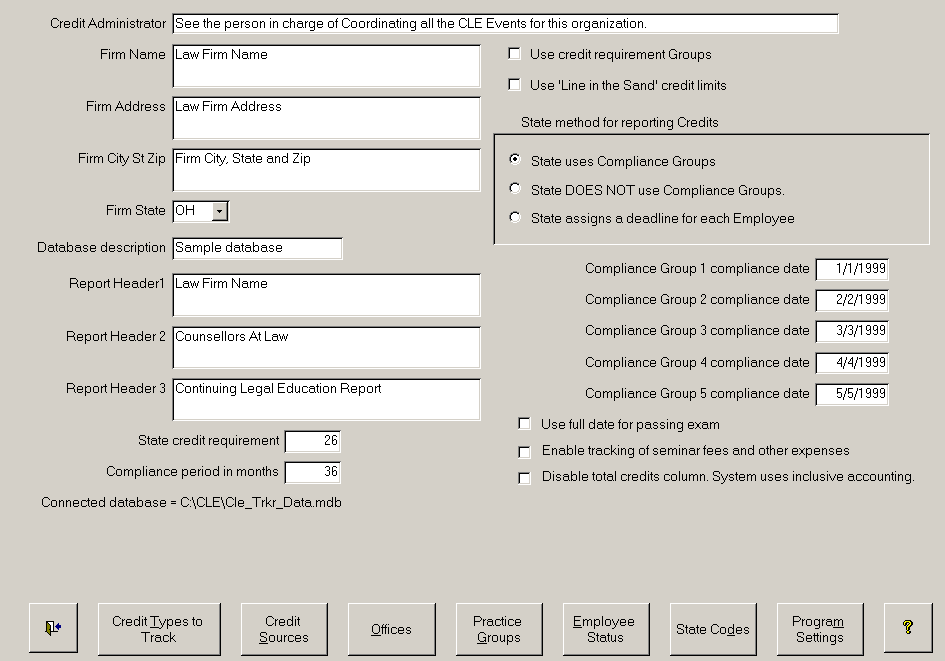 Credit Administrator See the person in charge of Coordinating all the CLE Events for this organization.
Firm Name Law Firm Name
Firm Address Law Firm Address
Firm City St Zip Firm City, State and Zip
Firm State OH
Database description Sample database
Report Header1 Law Firm Name
Report Header 2 Counsellors At Law
Report Header 3 Continuing Legal Education Report
State credit requirement 26
Compliance period in months 36
Connected database = C:\CLE\Cle_Trkr_Data.mdb
Use credit requirement Groups
Use 'Line in the Sand' credit limits
State method for reporting Credits
State uses Compliance Groups
State DOES NOT use Compliance Groups.
State assigns a deadline for each Employee
Compliance Group 1 compliance date 1/1/1999
Compliance Group 2 compliance date 2/2/1999
Compliance Group 3 compliance date 3/3/1999
Compliance Group 4 compliance date 4/4/1999
Compliance Group 5 compliance date 5/5/1999
Use full date for passing exam
Enable tracking of seminar fees and other expenses
Disable total credits column. System uses inclusive accounting.
Credit Types to
Track
Credit
Sources
Offices
Practice
Groups
Employee
Status
State Codes
Program
Settings
?